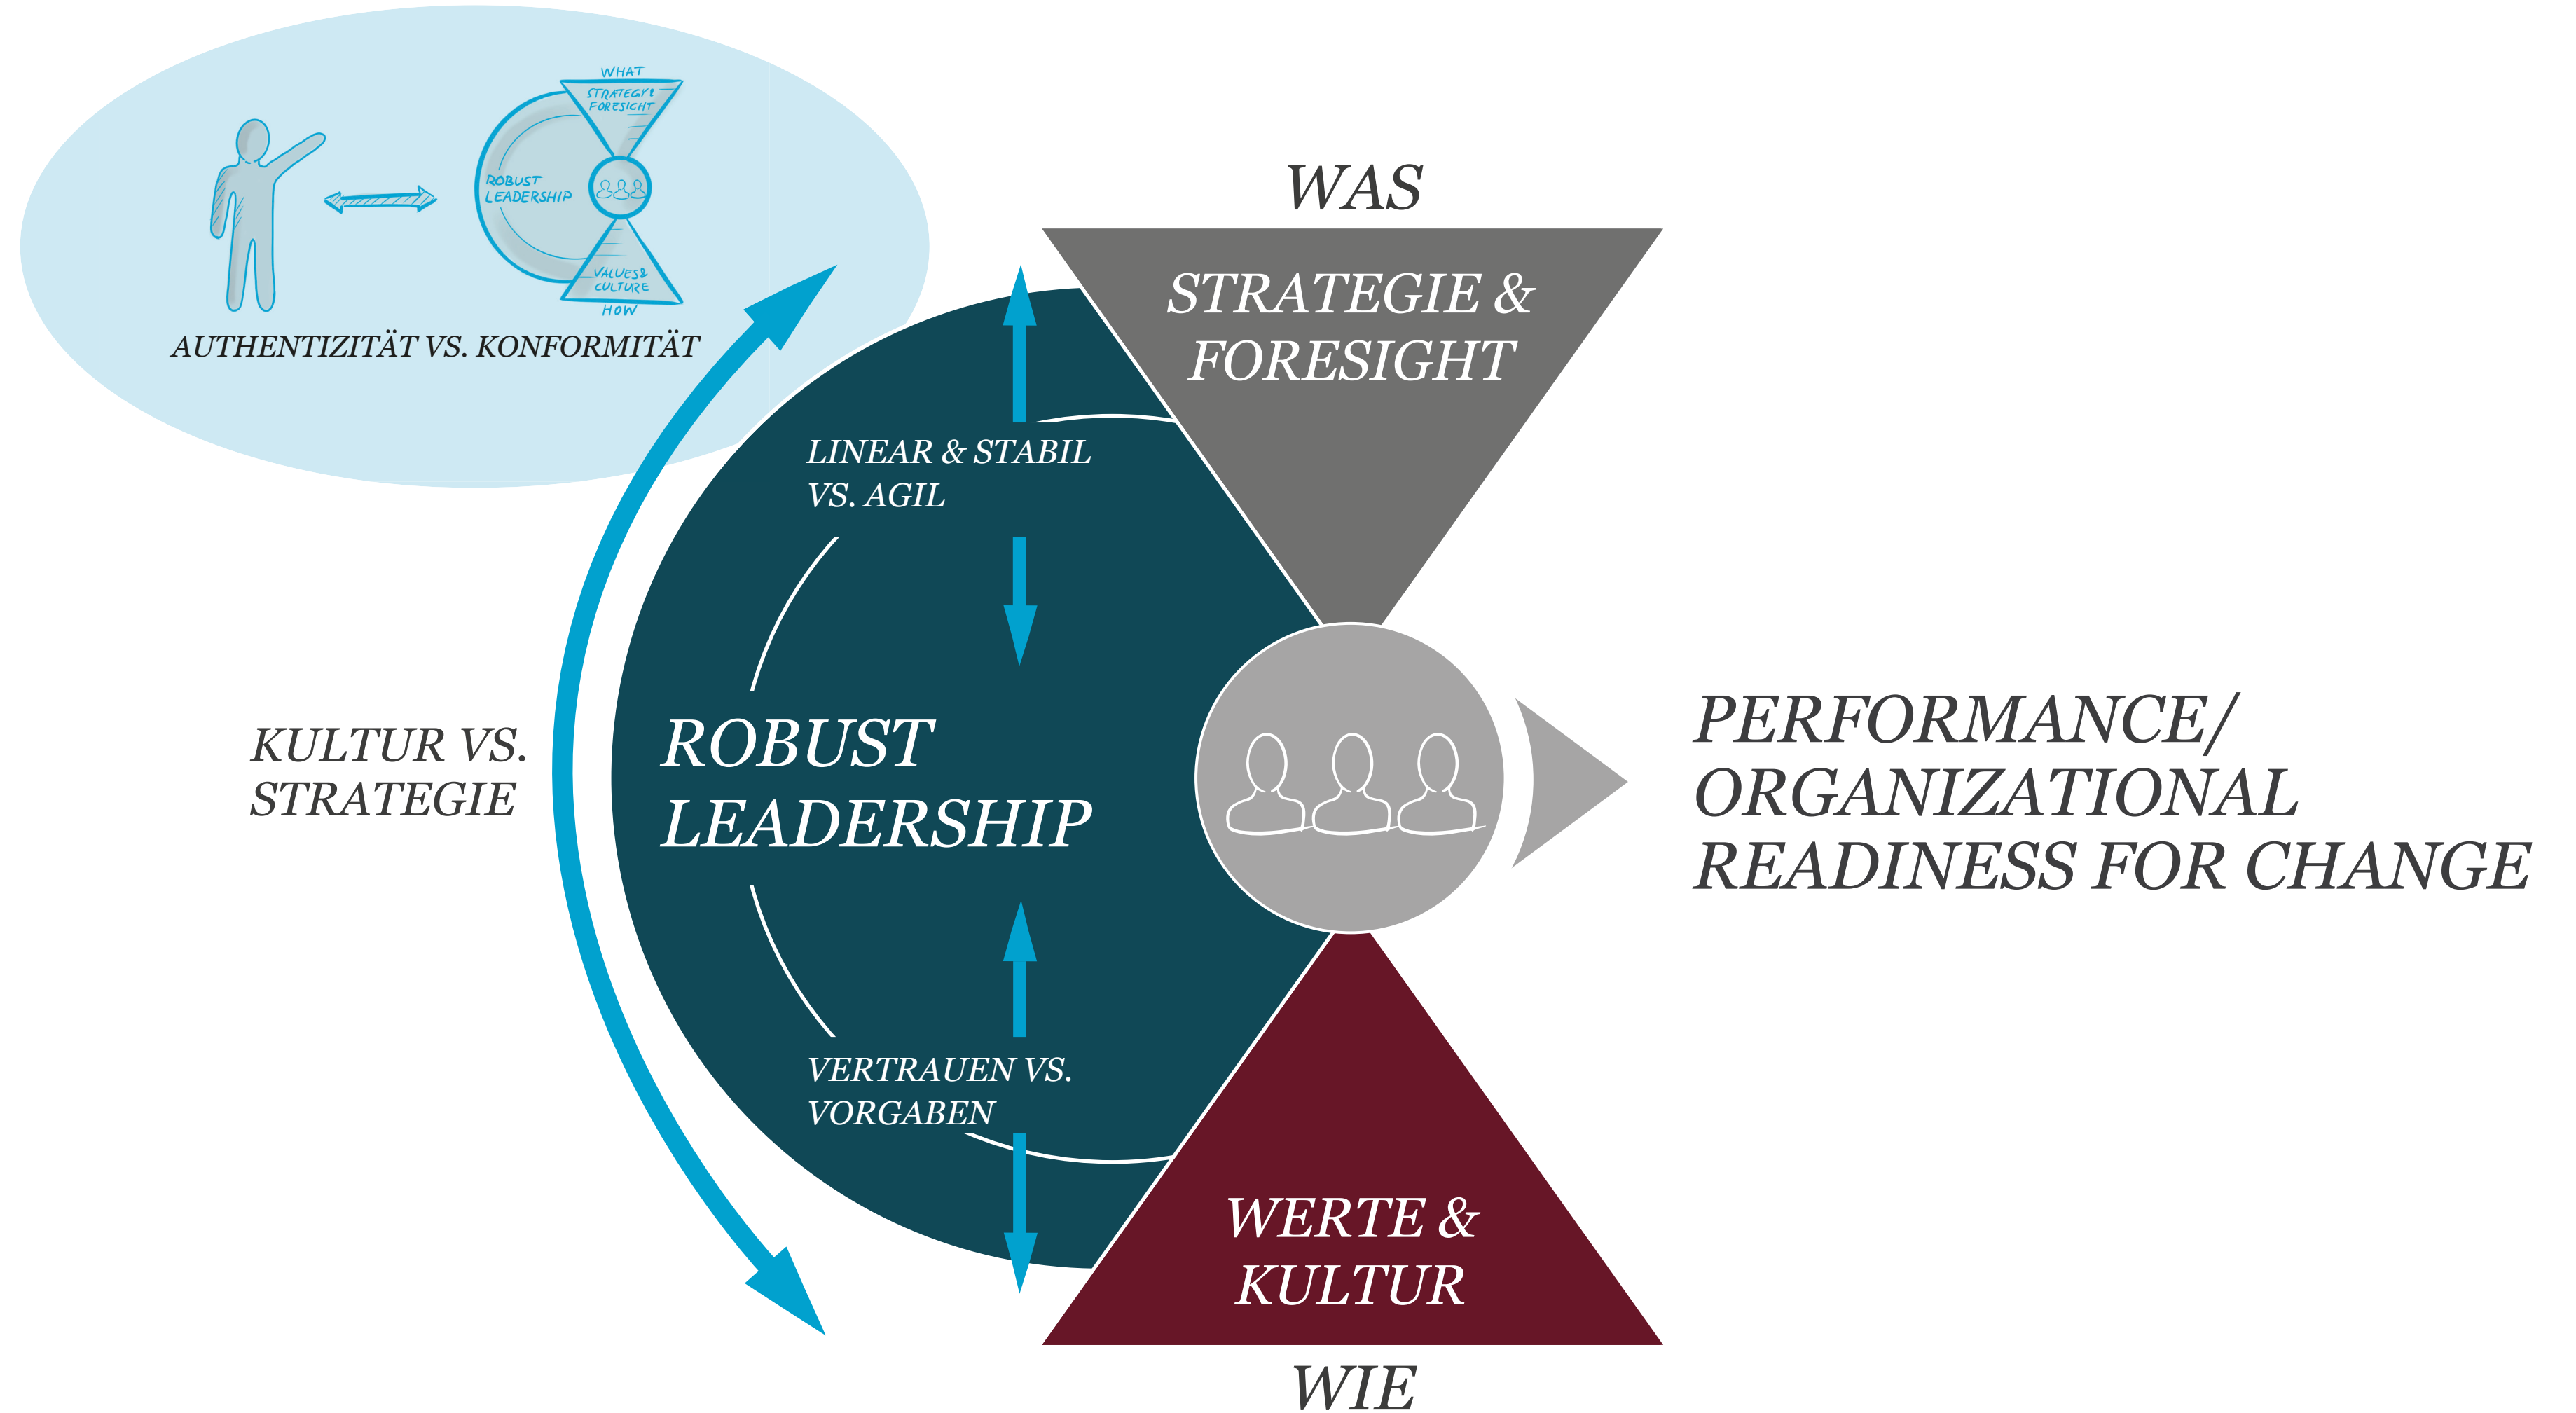 WHAT
STRATEGY &
FORESIGHT
ROBUST
LEADERSHIP
VALUES &
CULTURE
HOW
AUTHENTIZITÄT VS. KONFORMITÄT
WAS
STRATEGIE &
FORESIGHT
LINEAR & STABIL
VS. AGIL
KULTUR VS.
STRATEGIE
ROBUST
LEADERSHIP
PERFORMANCE/
ORGANIZATIONAL
READINESS FOR CHANGE
VERTRAUEN VS.
VORGABEN
WERTE &
KULTUR
WIE